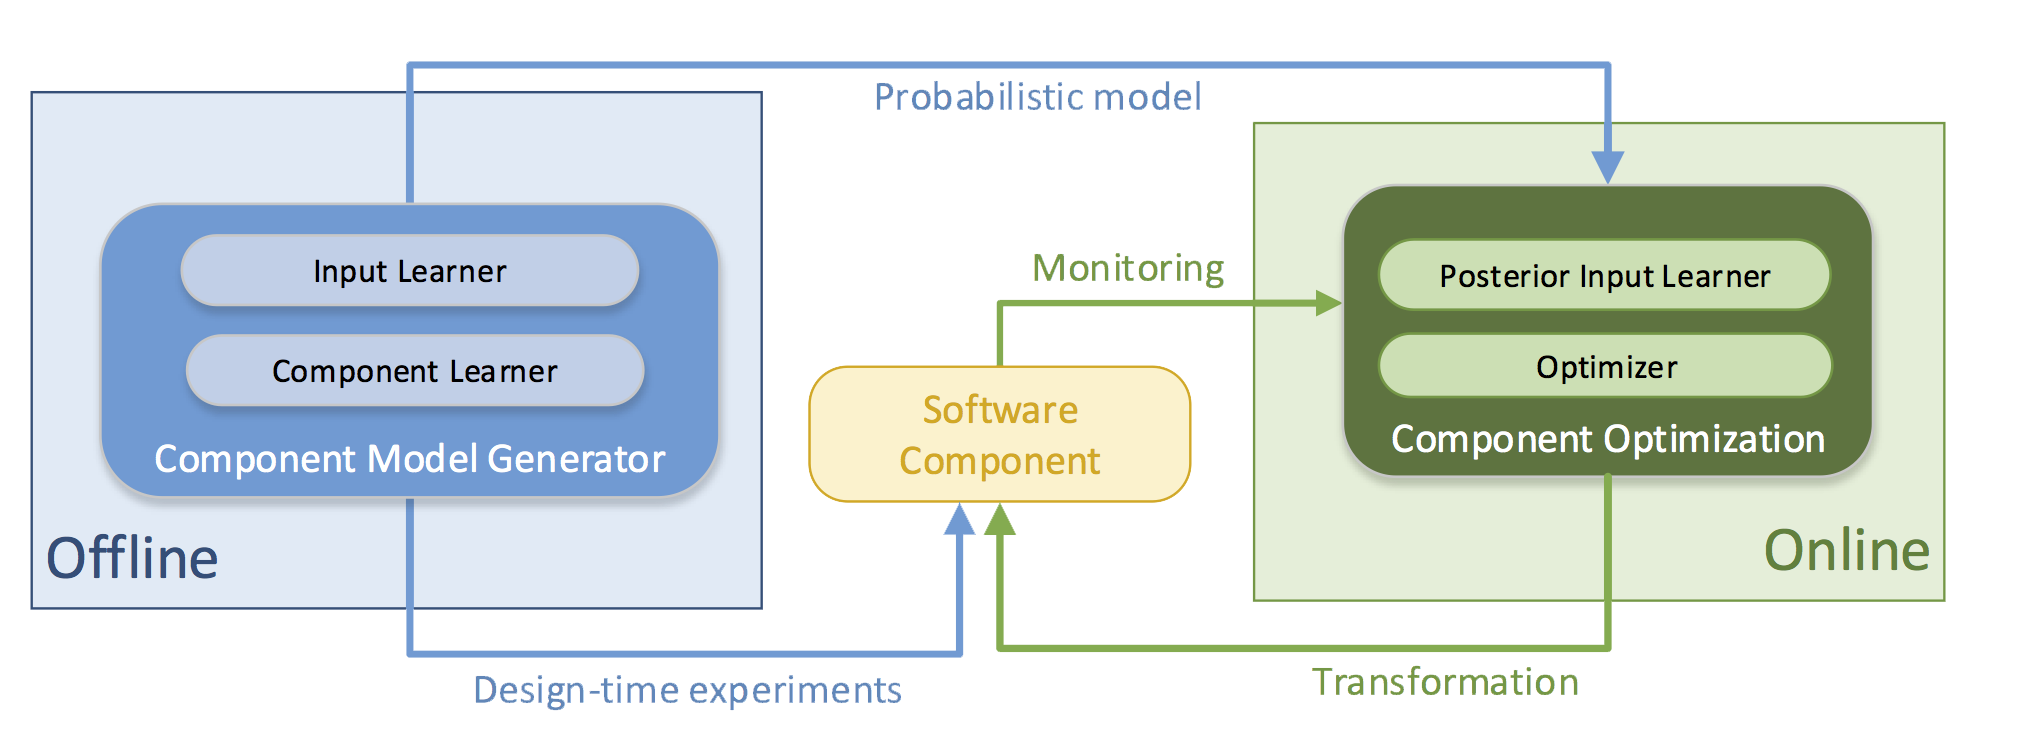 Probabilistic model
Input Learner
Component Learner
Component Model Generator
Offline
Design-time experiments
Monitoring
Software
Component
Posterior Input Learner
Optimizer
Component Optimization
Online
Transformation